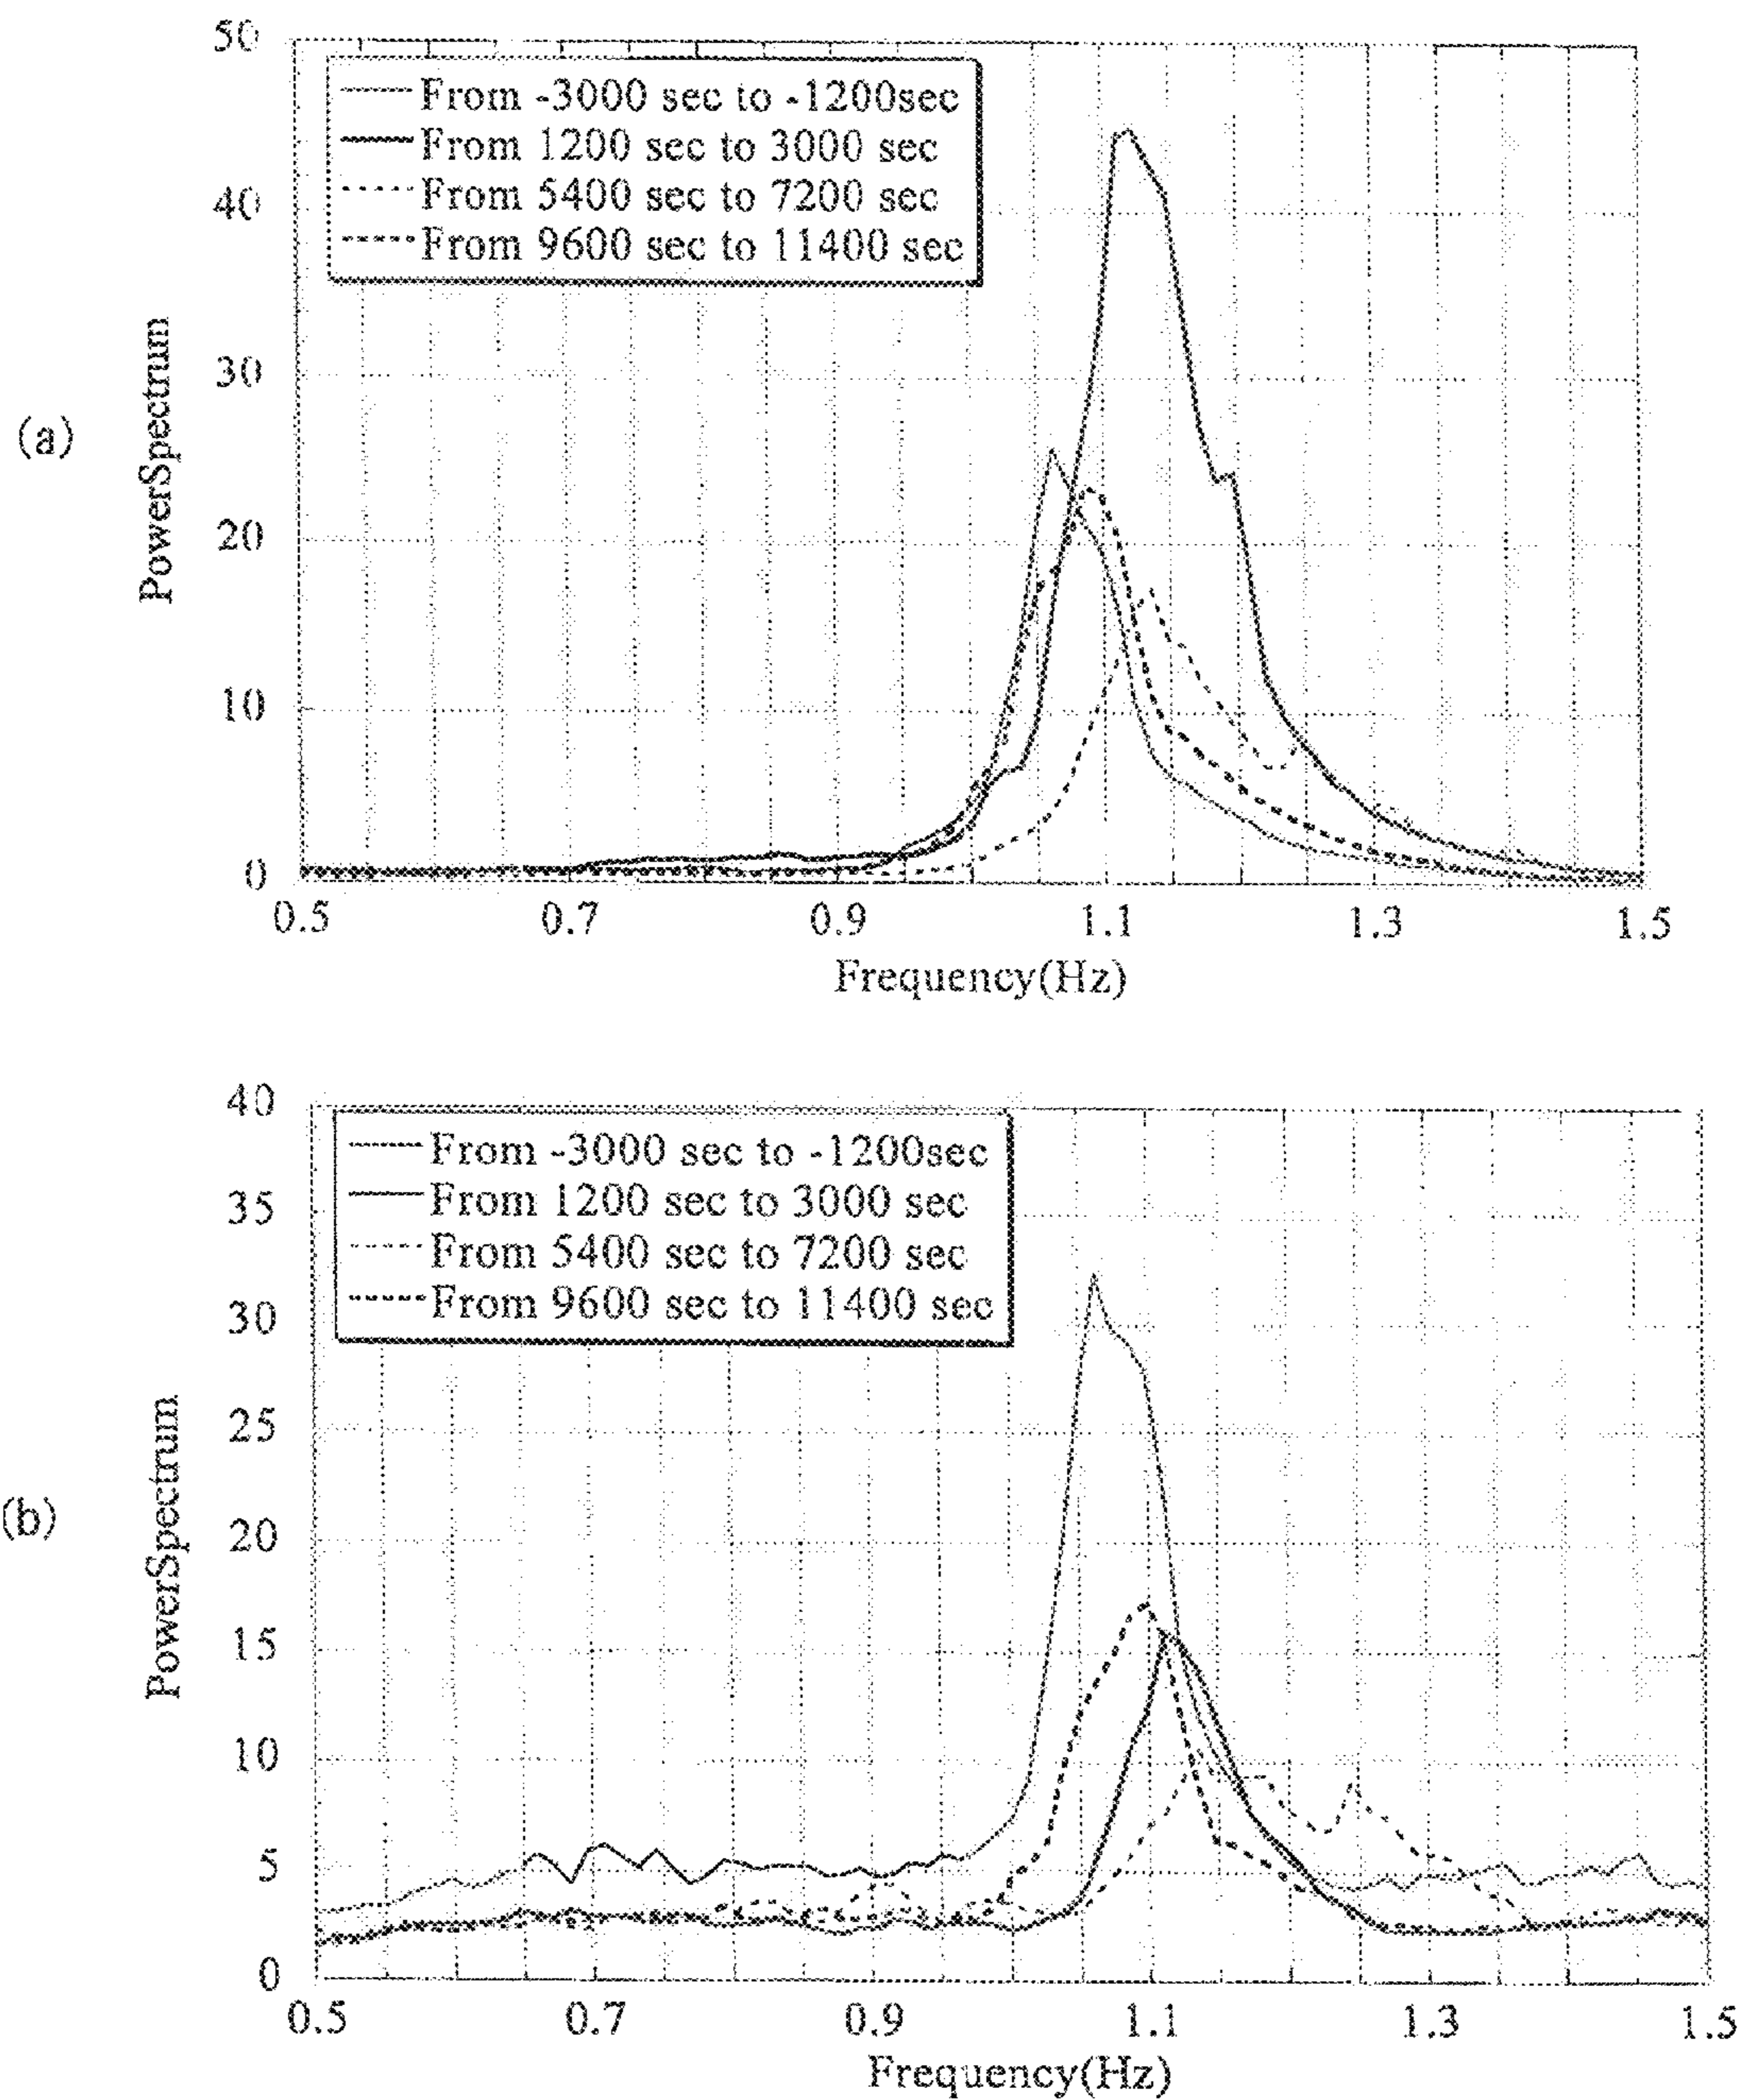 (a)
PowerSpectrum
50
40
30
20
10
0
From -3000 sec to -1200sec
From 1200 sec to 3000 sec
From 5400 sec to 7200 sec
From 9600 sec to 11400 sec
0.5 0.7 0.9 1.1 1.3 1.5
Frequency(Hz)
(b)
PowerSpectrum
40
35
30
25
20
15
10
5
0
From -3000 sec to -1200sec
From 1200 sec to 3000 sec
From 5400 sec to 7200 sec
From 9600 sec to 11400 sec
0.5 0.7 0.9 1.1 1.3 1.5
Frequency(Hz)